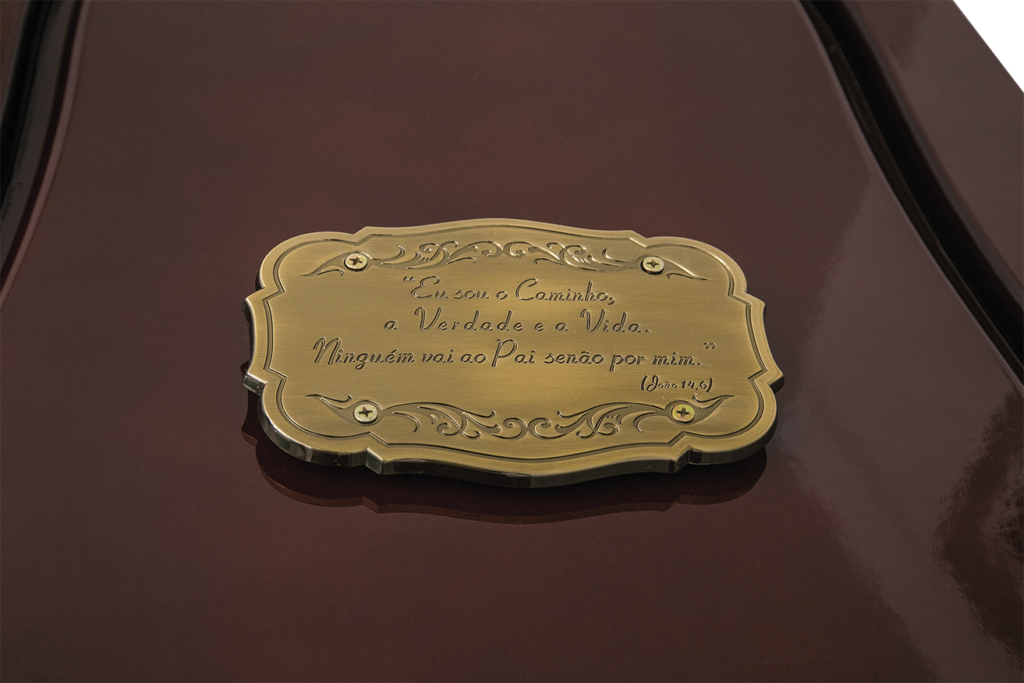 “Eu sou o Caminho,
a Verdade e a Vida.
Ninguém vai ao Pai senão por mim.”
(João 14,6)